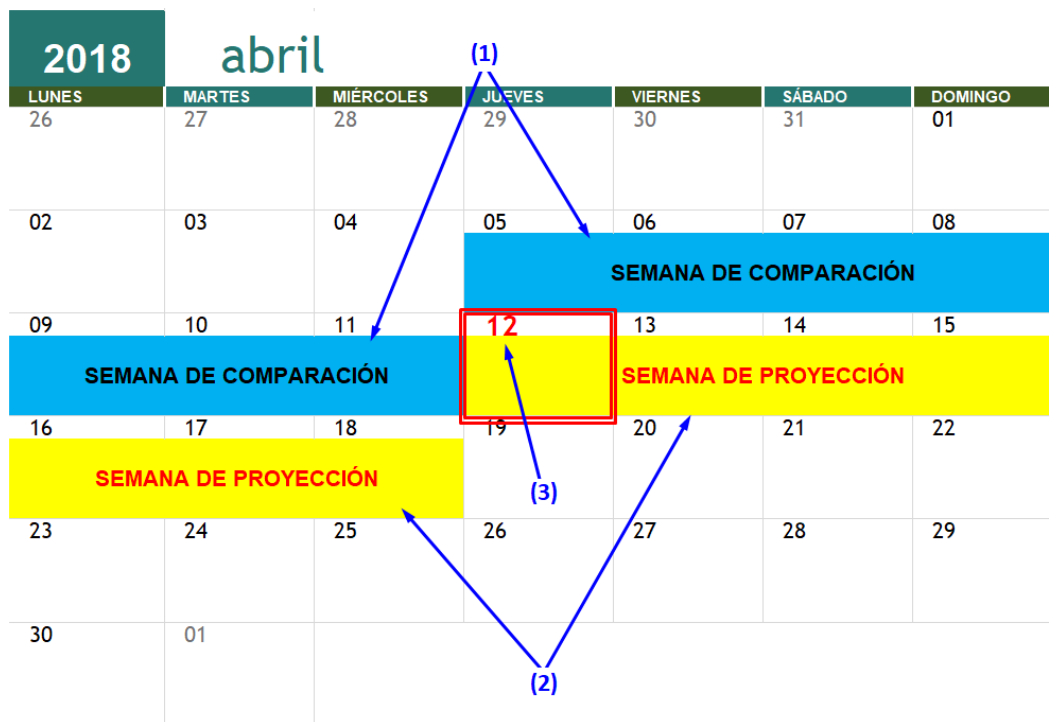 2018 abril (1)
LUNES MARTES MIÉRCOLES JUEVES VIERNES SÁBADO DOMINGO
26 27 28 29 30 31 01
02 03 04 05 06 07 08
SEMANA DE COMPARACIÓN
09 10 11 12 13 14 15
SEMANA DE COMPARACIÓN SEMANA DE PROYECCIÓN
16 17 18 19 20 21 22
SEMANA DE PROYECCIÓN
(3)
23 24 25 26 27 28 29
30 01
(2)